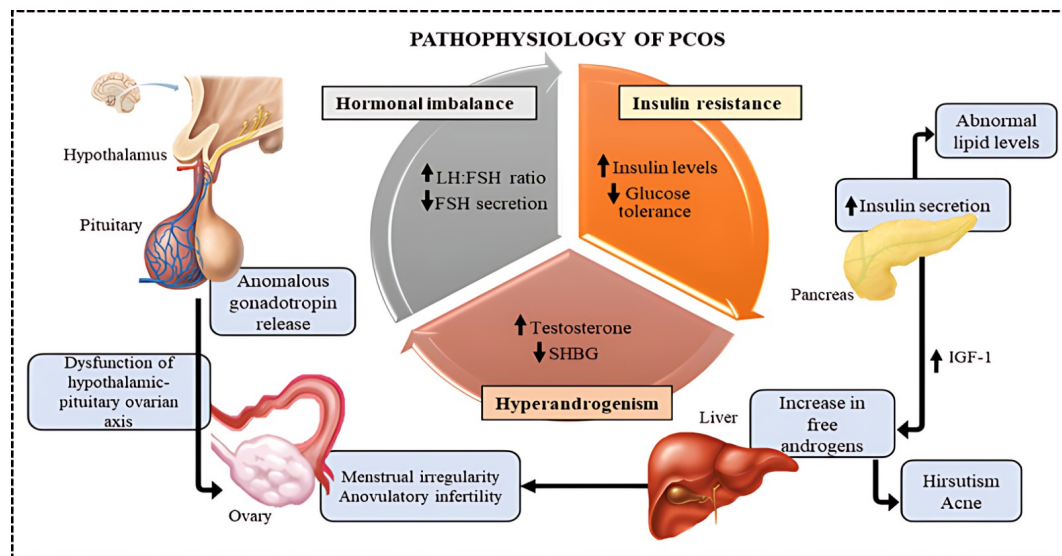 PATHOPHYSIOLOGY OF PCOS
Hormonal imbalance
LH:FSH ratio
FSH secretion
Insulin resistance
Insulin levels
Glucose
tolerance
Testosterone
SHBG
Hyperandrogenism
Hypothalamus
Pituitary
Anomalous
gonadotropin
release
Dysfunction of
hypothalamic-
pituitary ovarian
axis
Ovary
Menstrual irregularity
Anovulatory infertility
Abnormal
lipid levels
Insulin secretion
Pancreas
IGF-1
Liver
Increase in
free
androgens
Hirsutism
Acne